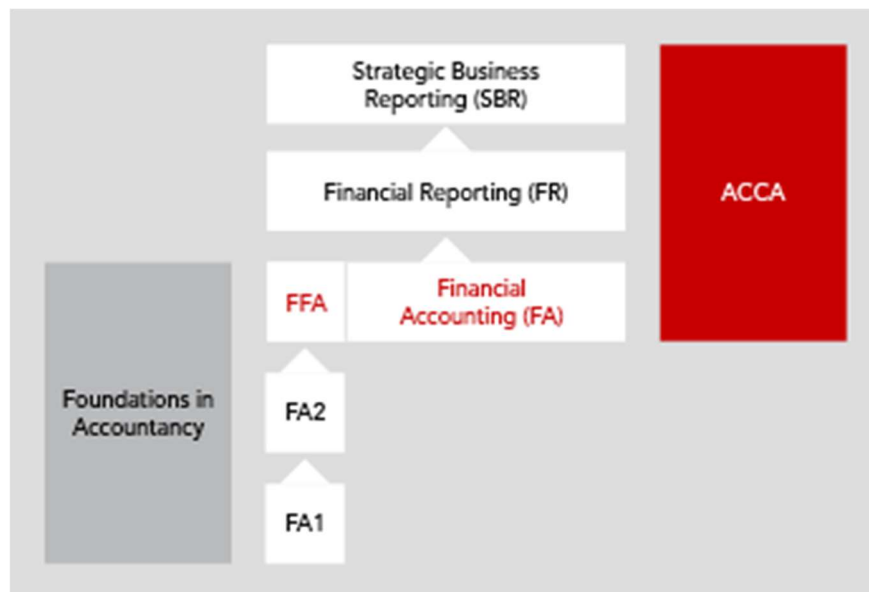 Strategic Business
Reporting (SBR)
Financial Reporting (FR)
ACCA
FFA
Financial
Accounting (FA)
Foundations in
Accountancy
FA2
FA1